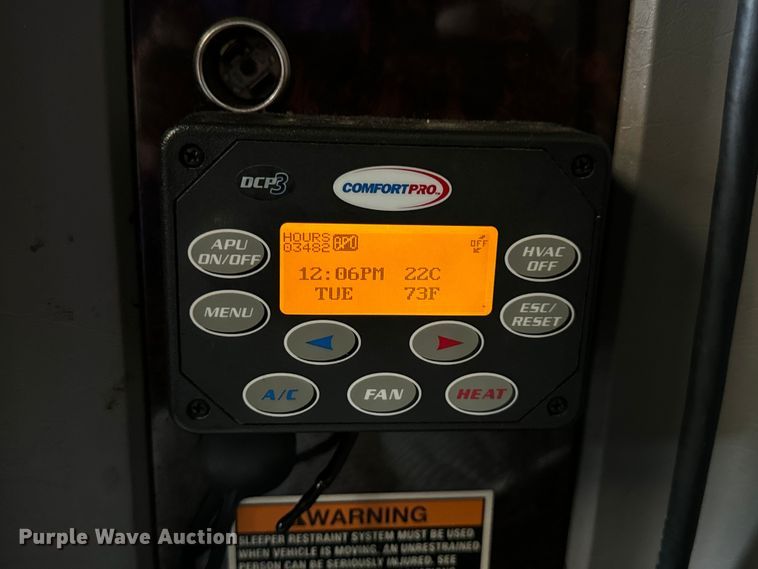 DCP3
COMFORTPRO
HOURS
03482 APU
OFF
12:06PM 22C
TUE 73F
APU
ON/OFF
HVAC
OFF
MENU
ESC/
RESET
A/C
FAN
HEAT
WARNING
SLEEPER RESTRAINT SYSTEM MUST BE USED
WHEN VEHICLE IS MOVING. AN UNRESTRAINED
PERSON CAN BE SERIOUSLY INJURED. SEE
Purple Wave Auction